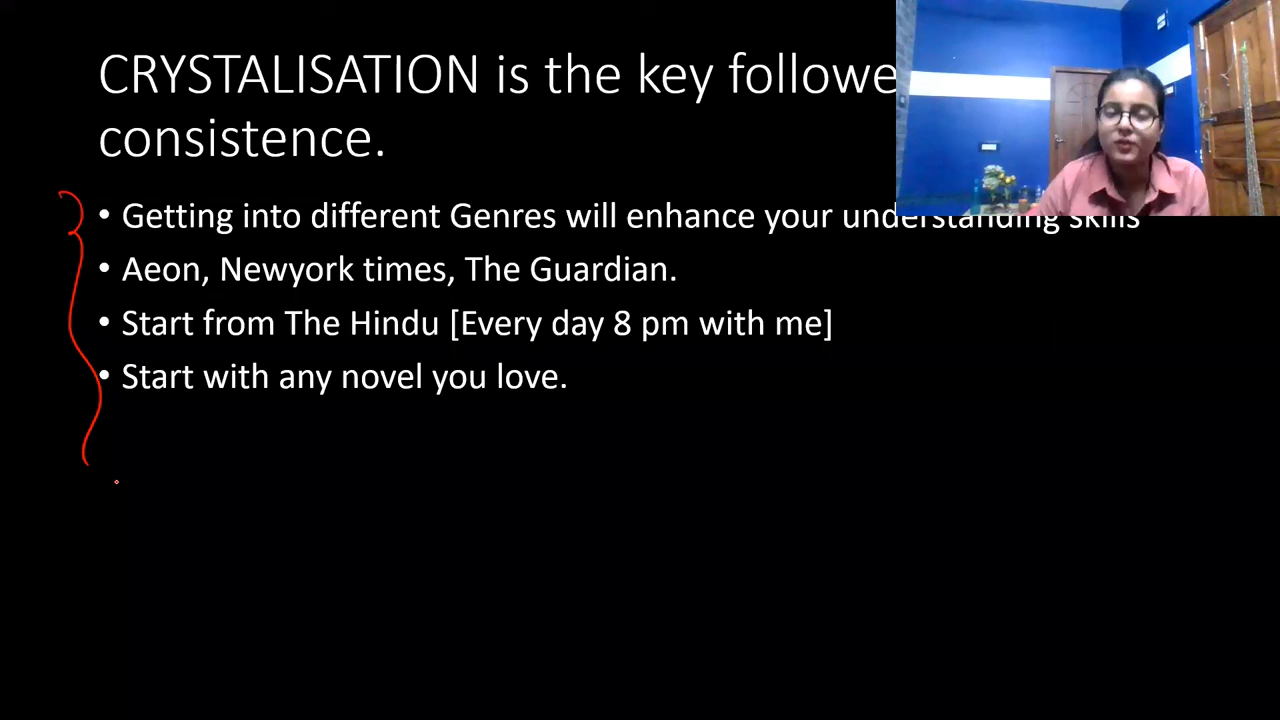 CRYSTALISATION is the key followe
consistence.
• Getting into different Genres will enhance your understanding skills
• Aeon, Newyork times, The Guardian.
• Start from The Hindu [Every day 8 pm with me]
• Start with any novel you love.